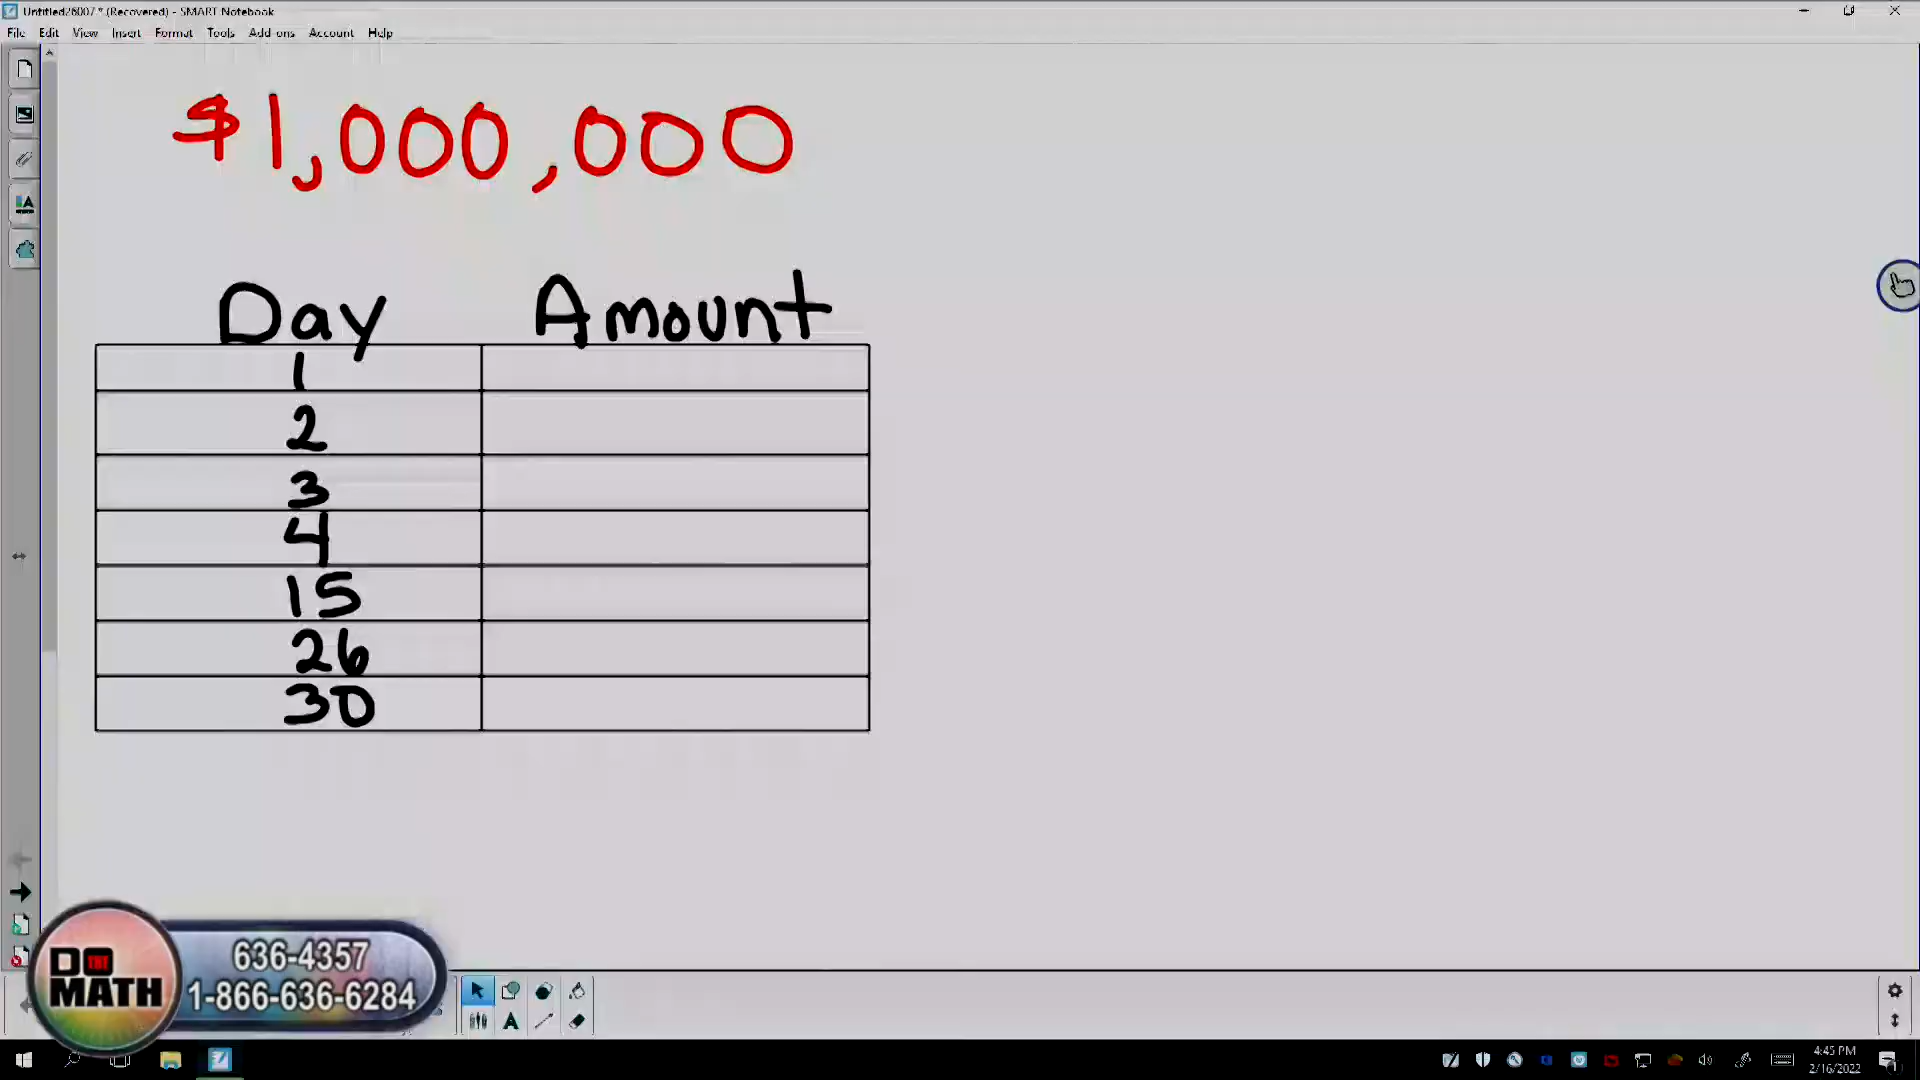 Untitled26007 * (Recovered) - SMART Notebook
File Edit View Insert Format Tools Add-ons Account Help
$1,000,000
Day Amount
1
2
3
4
15
26
30
DO THE MATH
636-4357
1-866-636-6284
4:45 PM
2/16/2022